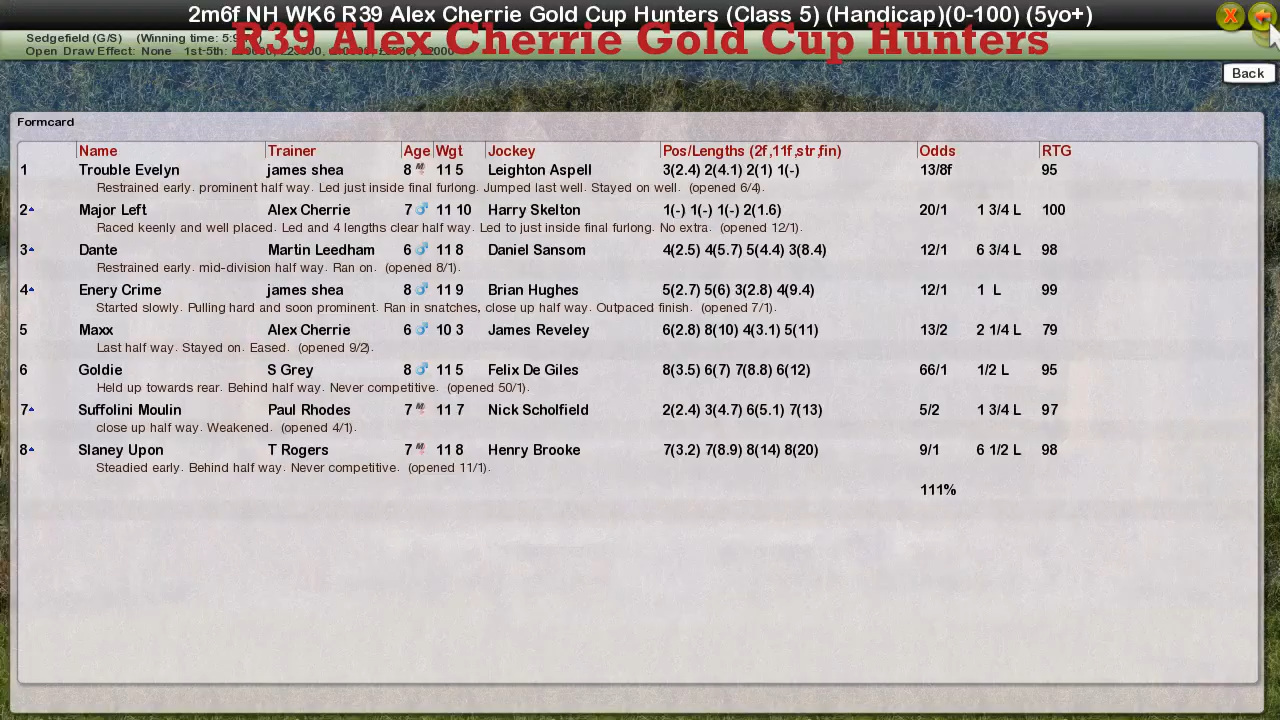 2m6f NH WK6 R39 Alex Cherrie Gold Cup Hunters (Class 5) (Handicap)(0-100) (5yo+)
R39 Alex Cherrie Gold Cup Hunters
Sedgefield (G/S) (Winning time:
Open Draw Effect: None 1st-5th:
Back
Formcard
Name Trainer Age Wgt Jockey Pos/Lengths (2f,11f,str,fin) Odds RTG
1 Trouble Evelyn james shea 8 11 5 Leighton Aspell 3(2.4) 2(4.1) 2(1) 1(-) 13/8f 95
Restrained early. prominent half way. Led just inside final furlong. Jumped last well. Stayed on well. (opened 6/4).
2 Major Left Alex Cherrie 7 11 10 Harry Skelton 1(-) 1(-) 1(-) 2(1.6) 20/1 1 3/4 L 100
Raced keenly and well placed. Led and 4 lengths clear half way. Led to just inside final furlong. No extra. (opened 12/1).
3 Dante Martin Leedham 6 11 8 Daniel Sansom 4(2.5) 4(5.7) 5(4.4) 3(8.4) 12/1 6 3/4 L 98
Restrained early. mid-division half way. Ran on. (opened 8/1).
4 Enery Crime james shea 8 11 9 Brian Hughes 5(2.7) 5(6) 3(2.8) 4(9.4) 12/1 1 L 99
Started slowly. Pulling hard and soon prominent. Ran in snatches, close up half way. Outpaced finish. (opened 7/1).
5 Maxx Alex Cherrie 6 10 3 James Reveley 6(2.8) 8(10) 4(3.1) 5(11) 13/2 2 1/4 L 79
Last half way. Stayed on. Eased. (opened 9/2).
6 Goldie S Grey 8 11 5 Felix De Giles 8(3.5) 6(7) 7(8.8) 6(12) 66/1 1/2 L 95
Held up towards rear. Behind half way. Never competitive. (opened 50/1).
7 Suffolini Moulin Paul Rhodes 7 11 7 Nick Scholfield 2(2.4) 3(4.7) 6(5.1) 7(13) 5/2 1 3/4 L 97
close up half way. Weakened. (opened 4/1).
8 Slaney Upon T Rogers 7 11 8 Henry Brooke 7(3.2) 7(8.9) 8(14) 8(20) 9/1 6 1/2 L 98
Steadied early. Behind half way. Never competitive. (opened 11/1).
111%